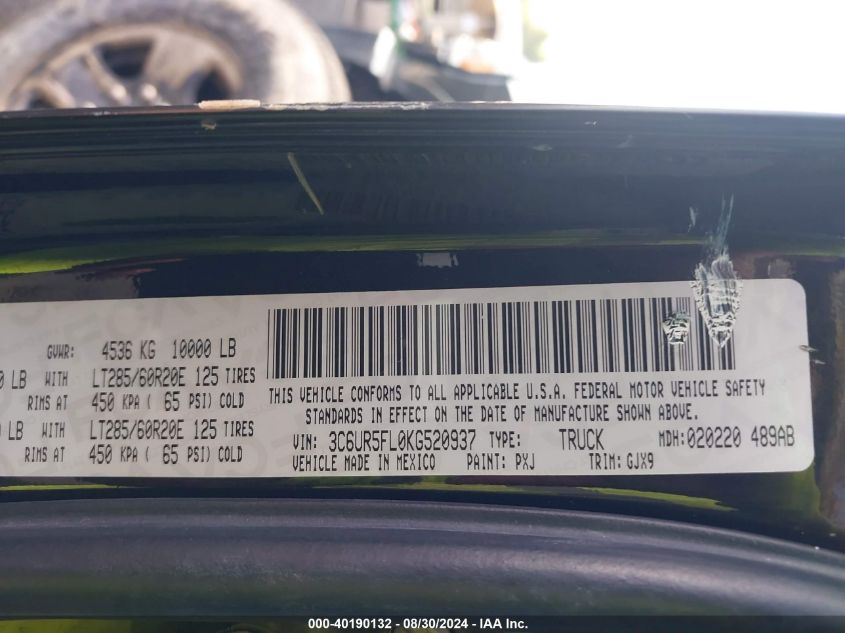 GVWR: 4536 KG 10000 LB
LB WITH LT285/60R20E 125 TIRES
RIMS AT 450 KPA ( 65 PSI) COLD
LB WITH LT285/60R20E 125 TIRES
RIMS AT 450 KPA ( 65 PSI) COLD
THIS VEHICLE CONFORMS TO ALL APPLICABLE U.S.A. FEDERAL MOTOR VEHICLE SAFETY
STANDARDS IN EFFECT ON THE DATE OF MANUFACTURE SHOWN ABOVE.
VIN: 3C6UR5FL0KG520937 TYPE: TRUCK MDH:020220 489AB
VEHICLE MADE IN MEXICO PAINT: PXJ TRIM: GJX9
000-40190132 - 08/30/2024 - IAA Inc.